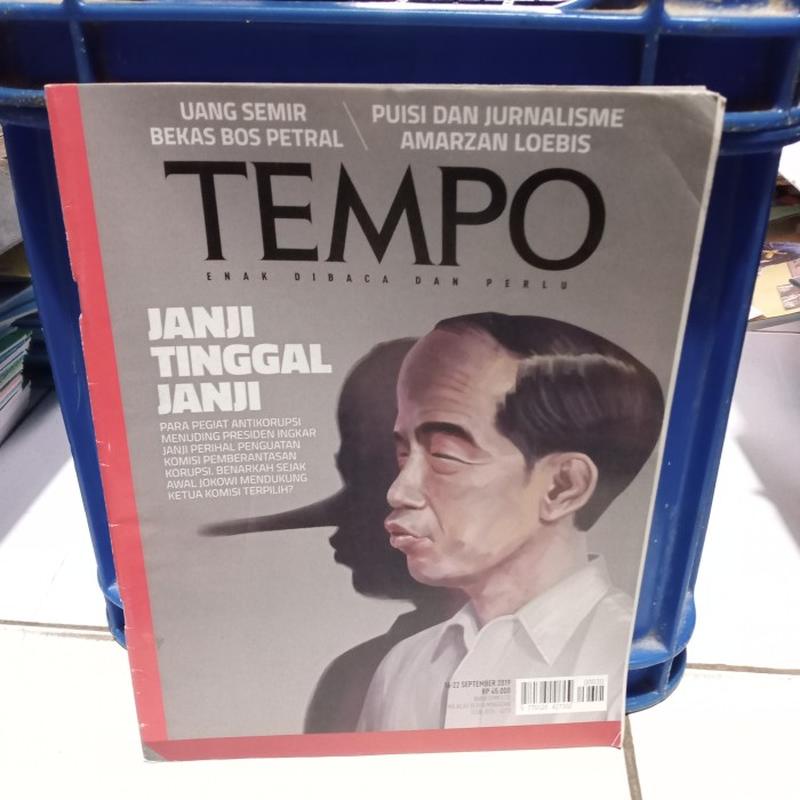 UANG SEMIR
BEKAS BOS PETRAL
PUISI DAN JURNALISME
AMARZAN LOEBIS
TEMPO
ENAK DIBACA DAN PERLU
JANJI
TINGGAL
JANJI
PARA PEGIAT ANTIKORUPSI
MENUDING PRESIDEN INGKAR
JANJI PERIHAL PENGUATAN
KOMISI PEMBERANTASAN
KORUPSI. BENARKAH SEJAK
AWAL JOKOWI MENDUKUNG
KETUA KOMISI TERPILIH?
16-22 SEPTEMBER 2019
RP 45.000
00030